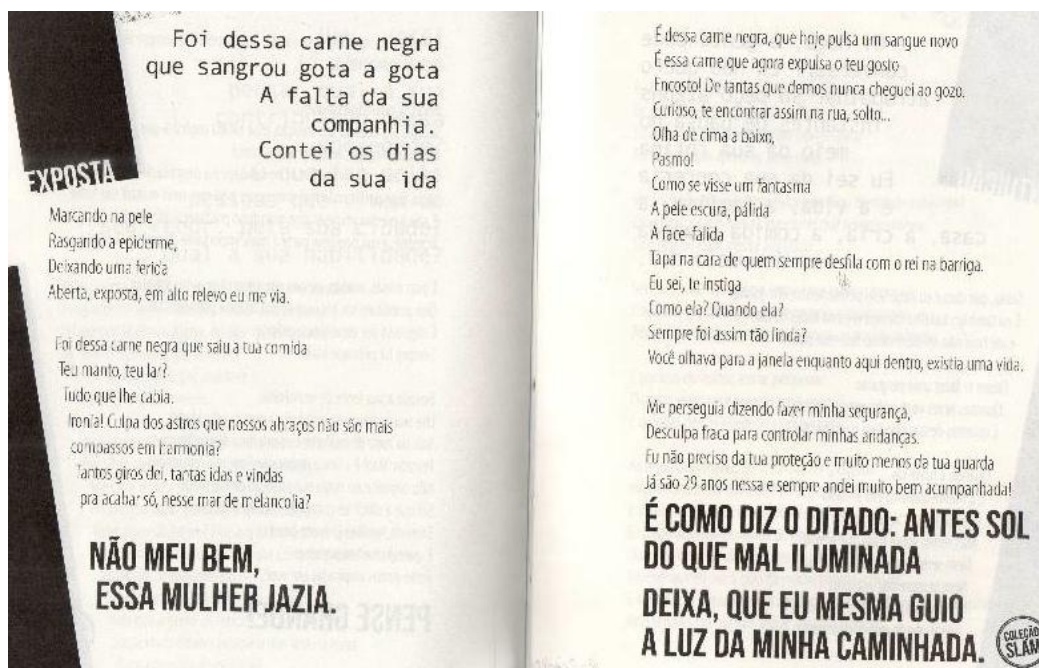 EXPOSTA
Foi dessa carne negra
que sangrou gota a gota
A falta da sua
companhia.
Contei os dias
da sua ida
Marcando na pele
Rasgando a epiderme,
Deixando uma ferida
Aberta, exposta, em alto relevo eu me via.
Foi dessa carne negra que saiu a tua comida
Teu manto, teu lar?
Tudo que lhe cabia.
Ironia! Culpa dos astros que nossos abraços não são mais
compassos em harmonia?
Tantos giros dei, tantas idas e vindas
pra acabar só, nesse mar de melancolia?
NÃO MEU BEM,
ESSA MULHER JAZIA.
É dessa carne negra, que hoje pulsa um sangue novo
É essa carne que agora expulsa o teu gosto
Encosto! De tantas que demos nunca cheguei ao gozo.
Curioso, te encontrar assim na rua, solto...
Olha de cima a baixo,
Pasmo!
Como se visse um fantasma
A pele escura, pálida
A face falida
Tapa na cara de quem sempre desfila com o rei na barriga.
Eu sei, te instiga
Como ela? Quando ela?
Sempre foi assim tão linda?
Você olhava para a janela enquanto aqui dentro, existia uma vida.
Me perseguia dizendo fazer minha segurança,
Desculpa fraca para controlar minhas andanças.
Eu não preciso da tua proteção e muito menos da tua guarda
Já são 29 anos nessa e sempre andei muito bem acumpanhada!
É COMO DIZ O DITADO: ANTES SOL
DO QUE MAL ILUMINADA
DEIXA, QUE EU MESMA GUIO
A LUZ DA MINHA CAMINHADA.
COLEÇÃO
SLAM